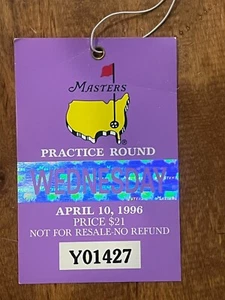 MASTERS
PRACTICE ROUND
WEDNESDAY
APRIL 10, 1996
PRICE $21
NOT FOR RESALE-NO REFUND
Y01427